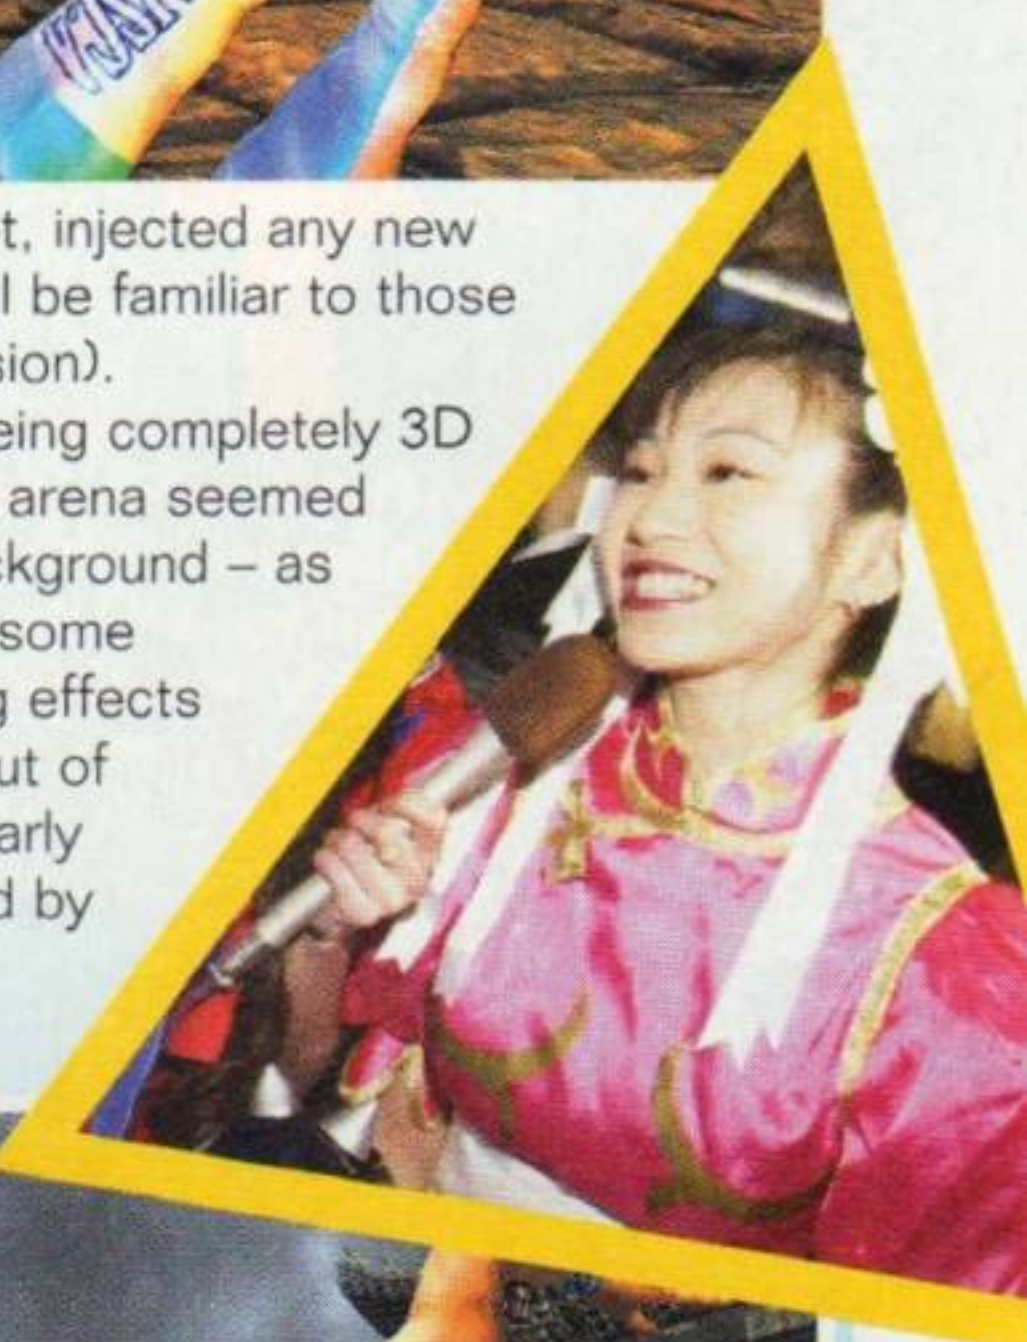 t, injected any new
l be familiar to those
sion).
eing completely 3D
arena seemed
ckground – as
some
g effects
ut of
arly
d by